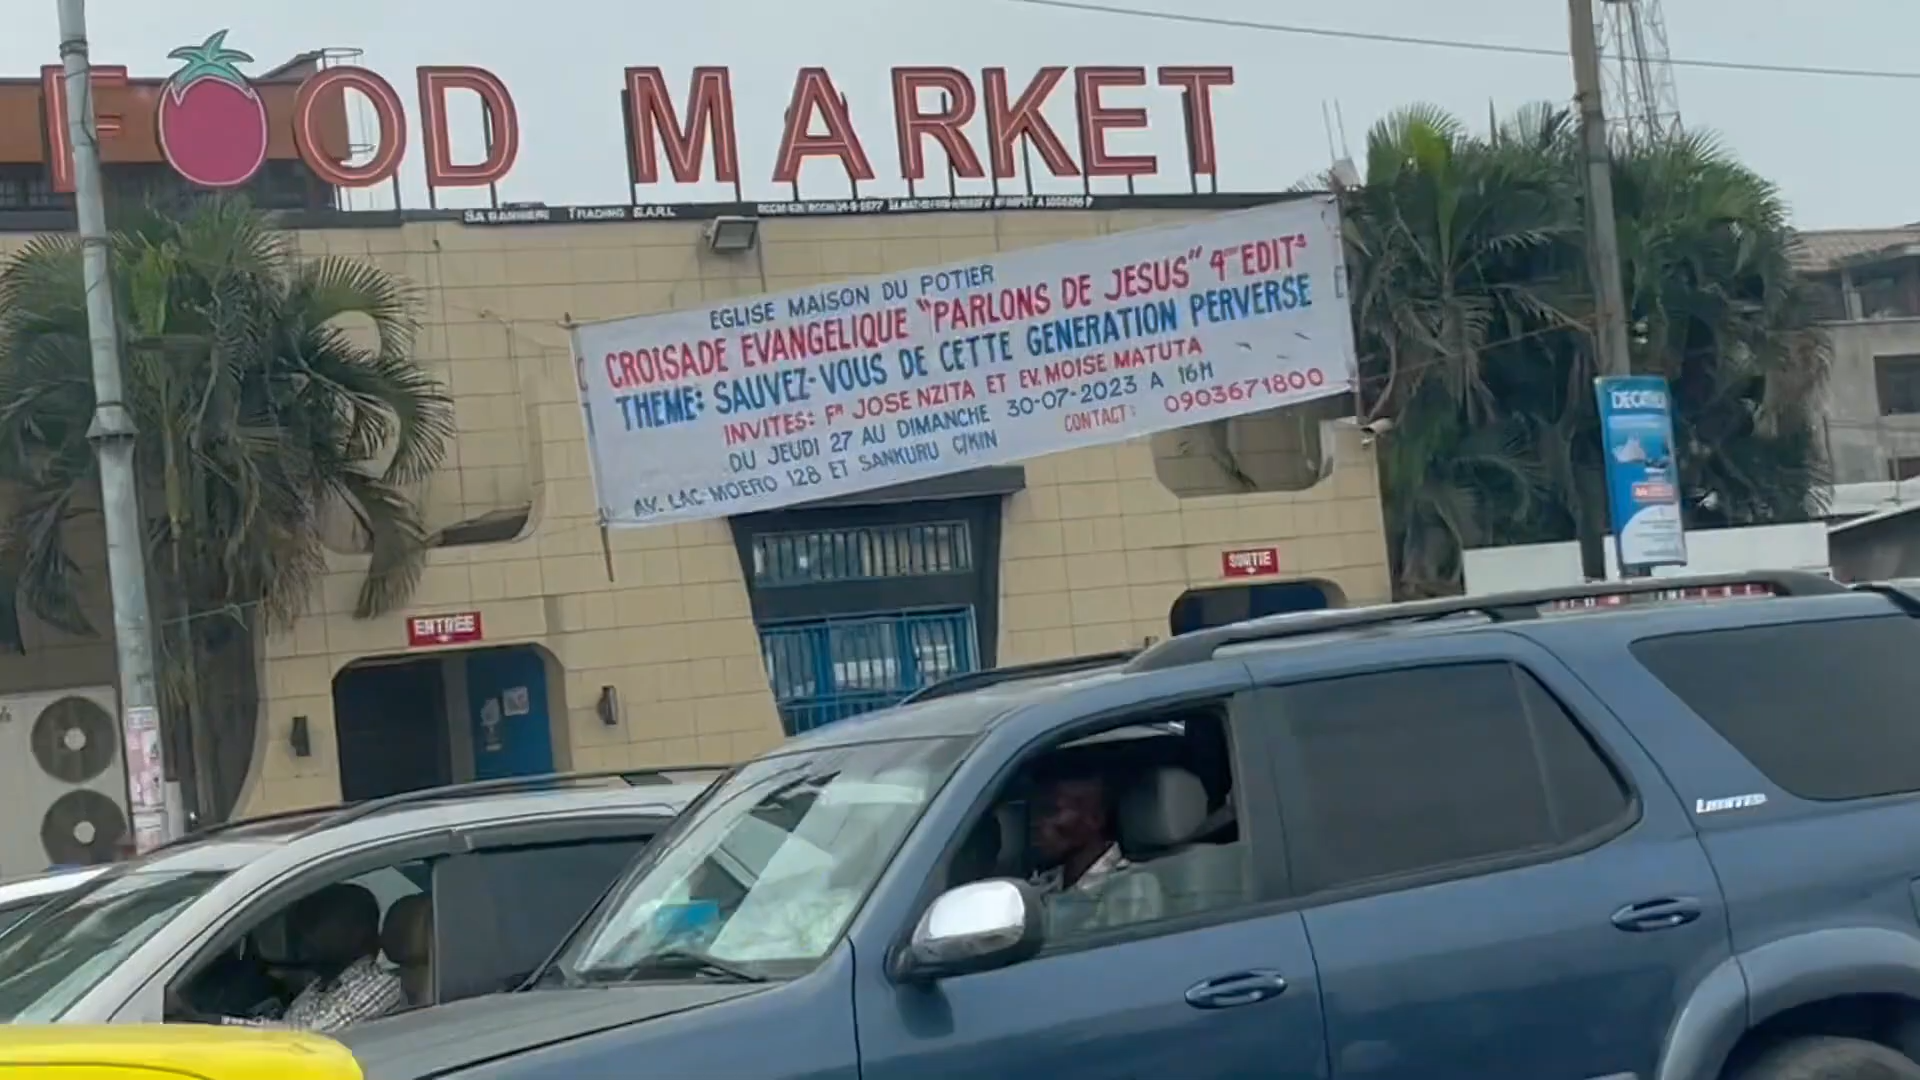 FOOD MARKET
TRADING S.A.R.L
EGLISE MAISON DU POTIER
CROISADE EVANGELIQUE "PARLONS DE JESUS" 4ème EDITº
THEME: SAUVEZ-VOUS DE CETTE GENERATION PERVERSE
INVITES: Fr JOSE NZITA ET EV. MOISE MATUTA
DU JEUDI 27 AU DIMANCHE 30-07-2023 A 16H
AV. LAC MOERO 128 ET SANKURU C/KIN
CONTACT: 0903671800
ENTRÉE
SORTIE
LIMITED